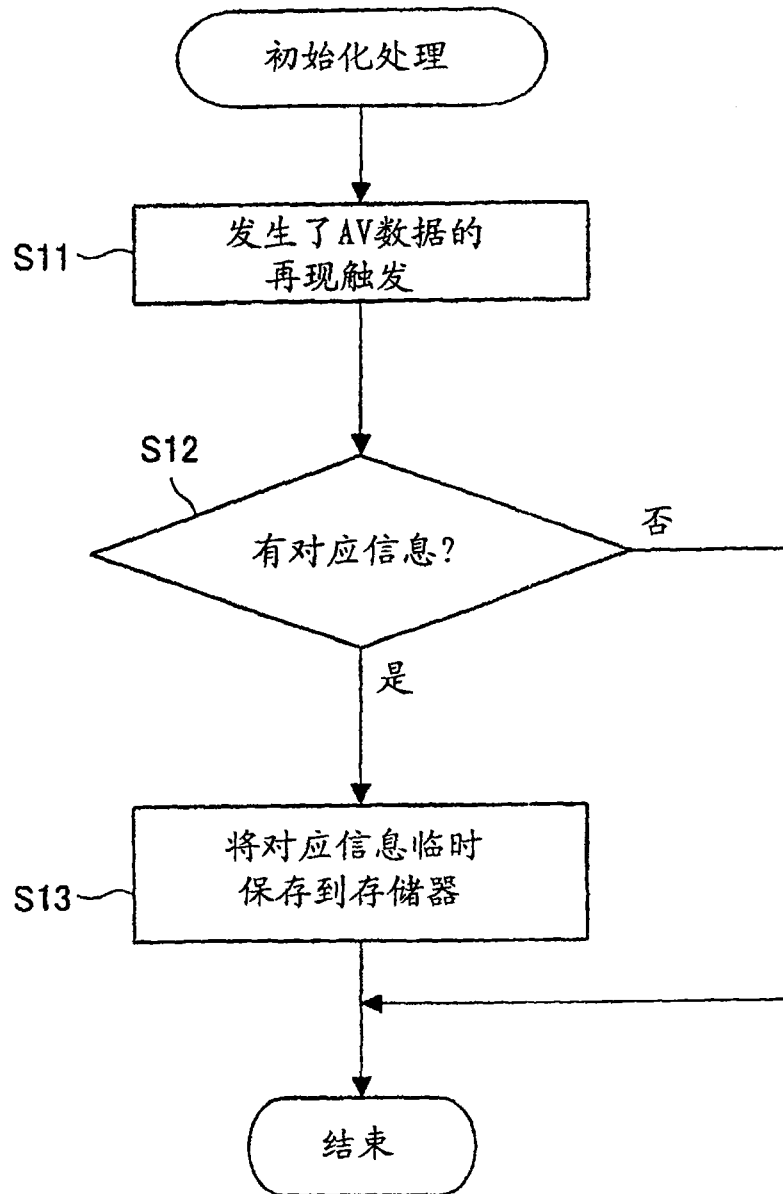 初始化处理
S11
发生了AV数据的
再现触发
S12
有对应信息?
否
是
S13
将对应信息临时
保存到存储器
结束